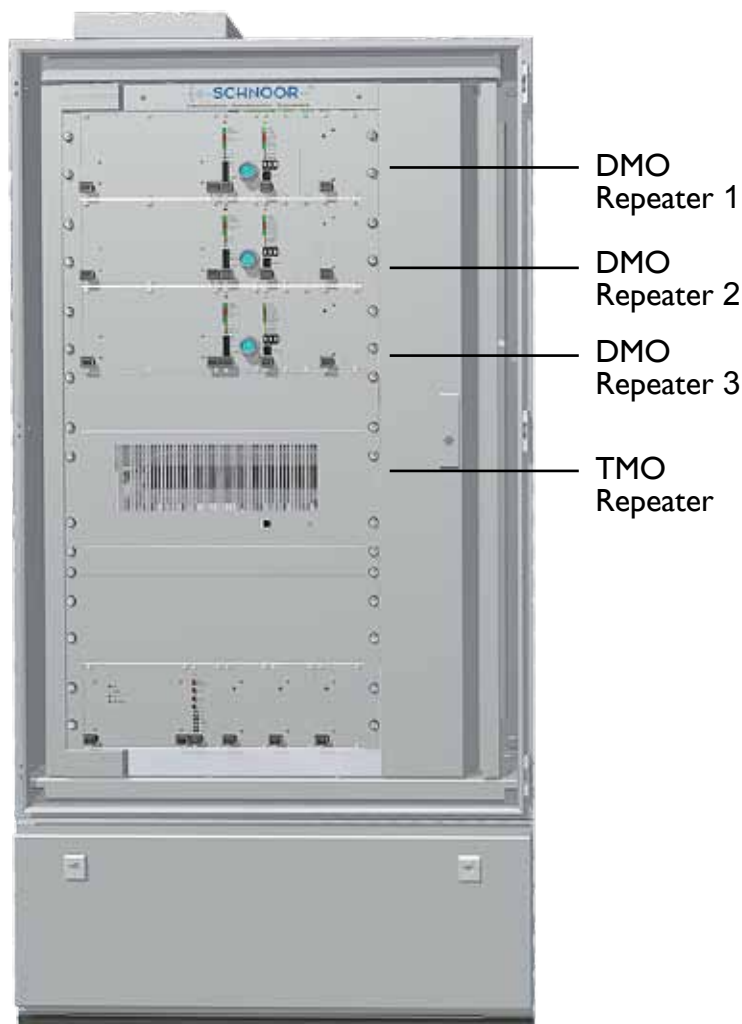 SCHNOOR
DMO
Repeater 1
DMO
Repeater 2
DMO
Repeater 3
TMO
Repeater